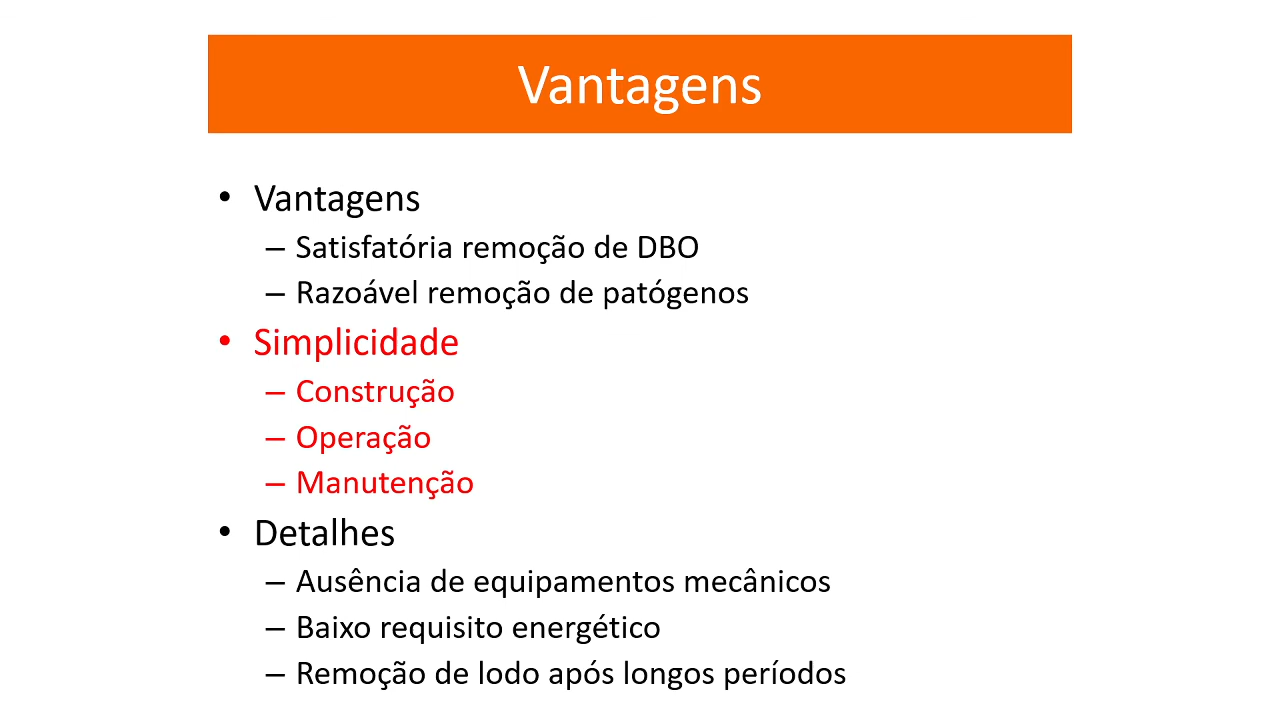 Vantagens
• Vantagens
– Satisfatória remoção de DBO
– Razoável remoção de patógenos
• Simplicidade
– Construção
– Operação
– Manutenção
• Detalhes
– Ausência de equipamentos mecânicos
– Baixo requisito energético
– Remoção de lodo após longos períodos